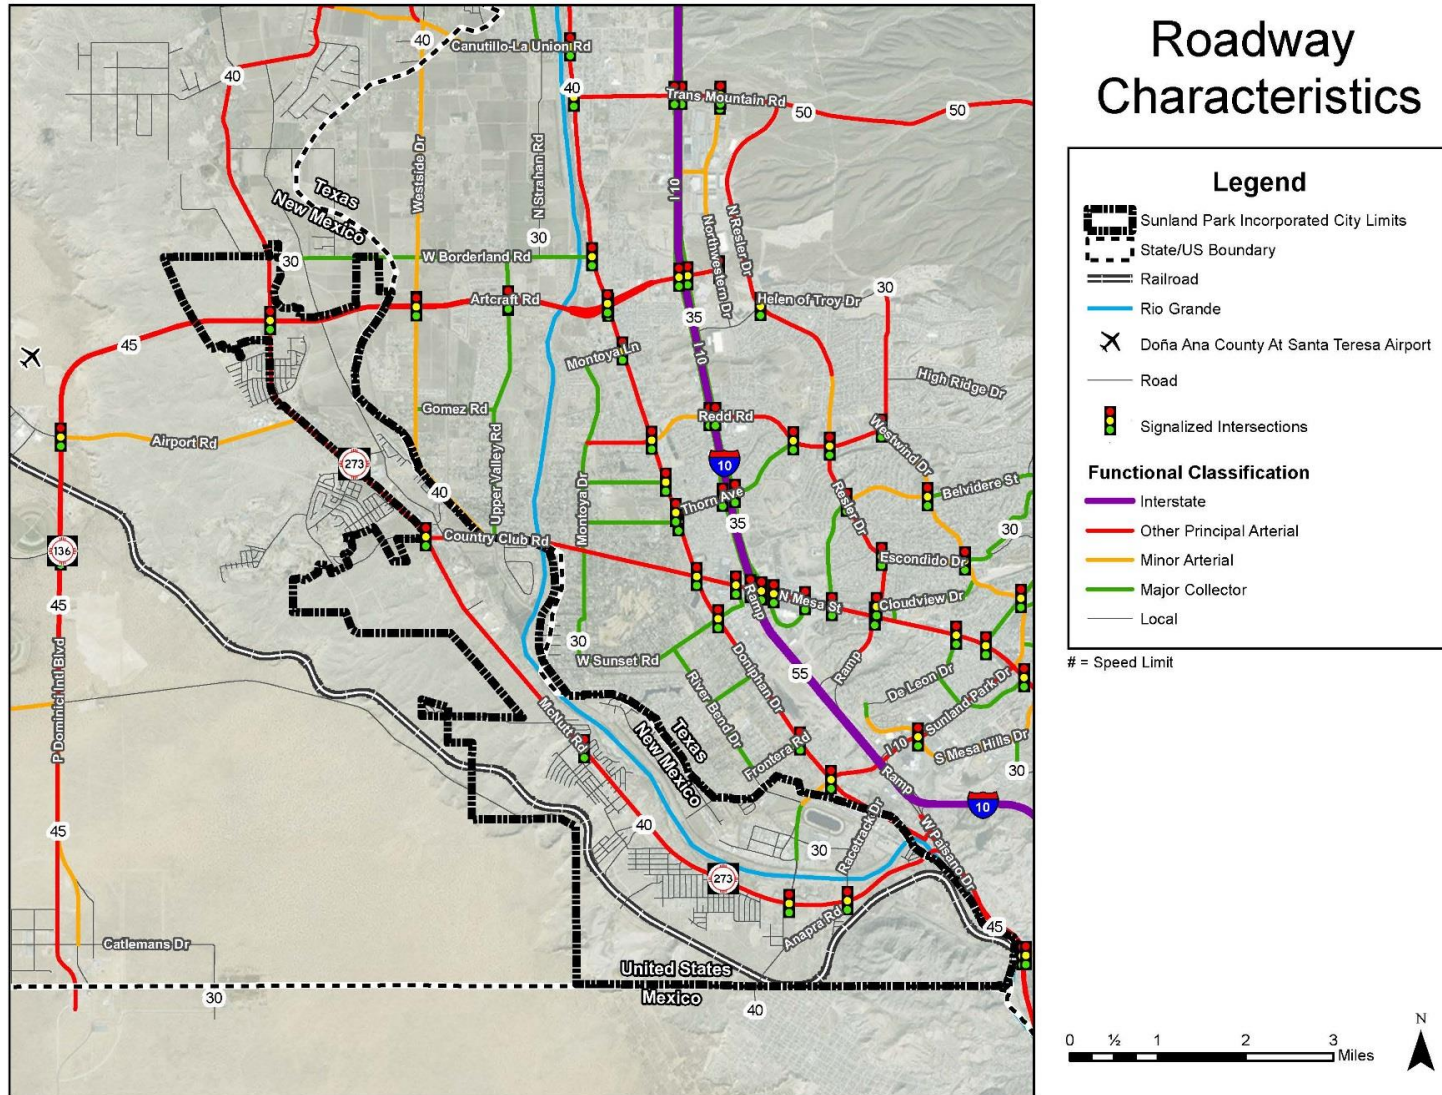 Roadway
Characteristics
Legend
Sunland Park Incorporated City Limits
State/US Boundary
Railroad
Rio Grande
Doña Ana County At Santa Teresa Airport
Road
Signalized Intersections
Functional Classification
Interstate
Other Principal Arterial
Minor Arterial
Major Collector
Local
# = Speed Limit
N
0 ½ 1 2 3
Miles
40
Canutillo-La Union Rd
40
40
Trans Mountain Rd
50
50
Westside Dr
N Strahan Rd
I 10
Texas
New Mexico
Northwestern Dr
N Resler Dr
30
30
W Borderland Rd
Artcraft Rd
Helen of Troy Dr
30
45
35
I 10
Montoya Ln
High Ridge Dr
Gomez Rd
Redd Rd
Airport Rd
Upper Valley Rd
Westwind Dr
273
10
40
Montoya Dr
Thorn Ave
35
Resler Dr
Belvidere St
30
Country Club Rd
136
Escondido Dr
45
Ramp
N Mesa St
Cloudview Dr
30
W Sunset Rd
Doniphan Dr
55
Ramp
De Leon Dr
Sunland Park Dr
P Dominici Intl Blvd
McNutt Rd
River Bend Dr
Texas
New Mexico
Frontera Rd
I 10
S Mesa Hills Dr
30
Ramp
10
45
40
30
Racetrack Dr
W Paisano Dr
273
Anapra Rd
45
Catlemans Dr
United States
Mexico
30
40